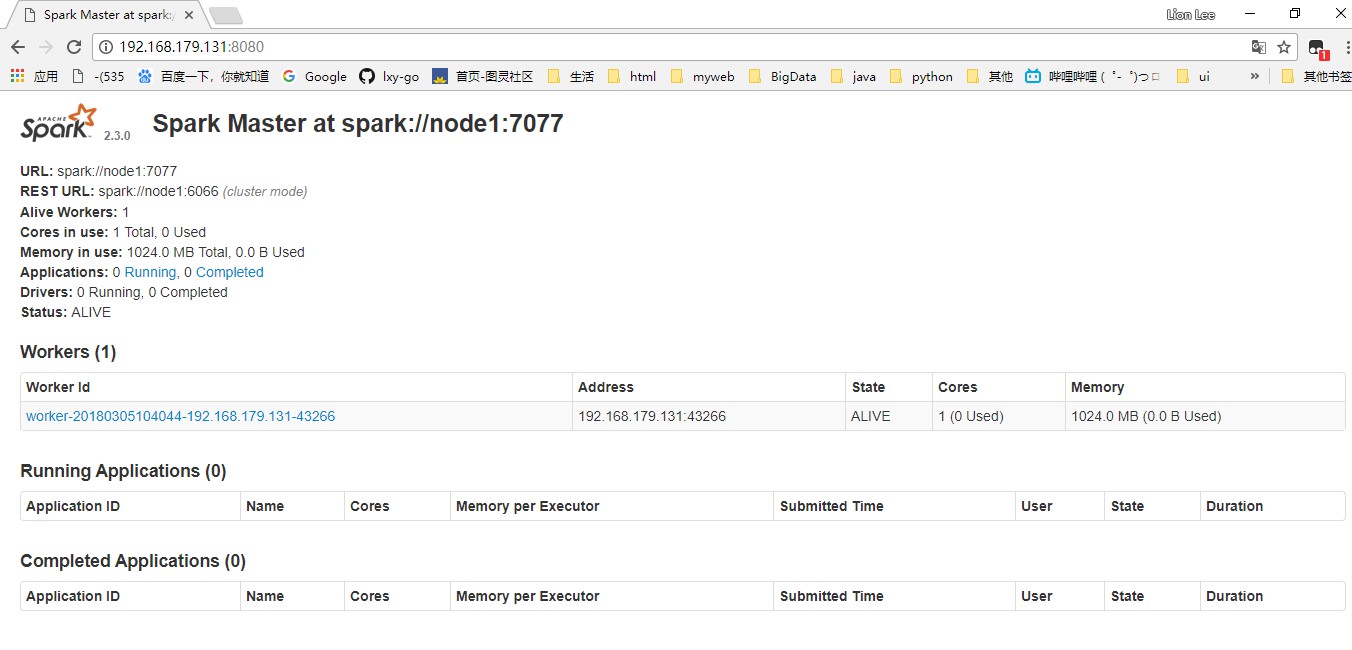 Spark Master at spark:/
Lion Lee
192.168.179.131:8080
1
应用 -(535 百度一下，你就知道 Google lxy-go 首页-图灵社区 生活 html myweb BigData java python 其他 哔哩哔哩 ( ゜- ゜)つロ ui » 其他书签
APACHE
Spark 2.3.0 Spark Master at spark://node1:7077
URL: spark://node1:7077
REST URL: spark://node1:6066 (cluster mode)
Alive Workers: 1
Cores in use: 1 Total, 0 Used
Memory in use: 1024.0 MB Total, 0.0 B Used
Applications: 0 Running, 0 Completed
Drivers: 0 Running, 0 Completed
Status: ALIVE
Workers (1)
Worker Id Address State Cores Memory
worker-20180305104044-192.168.179.131-43266 192.168.179.131:43266 ALIVE 1 (0 Used) 1024.0 MB (0.0 B Used)
Running Applications (0)
Application ID Name Cores Memory per Executor Submitted Time User State Duration
Completed Applications (0)
Application ID Name Cores Memory per Executor Submitted Time User State Duration